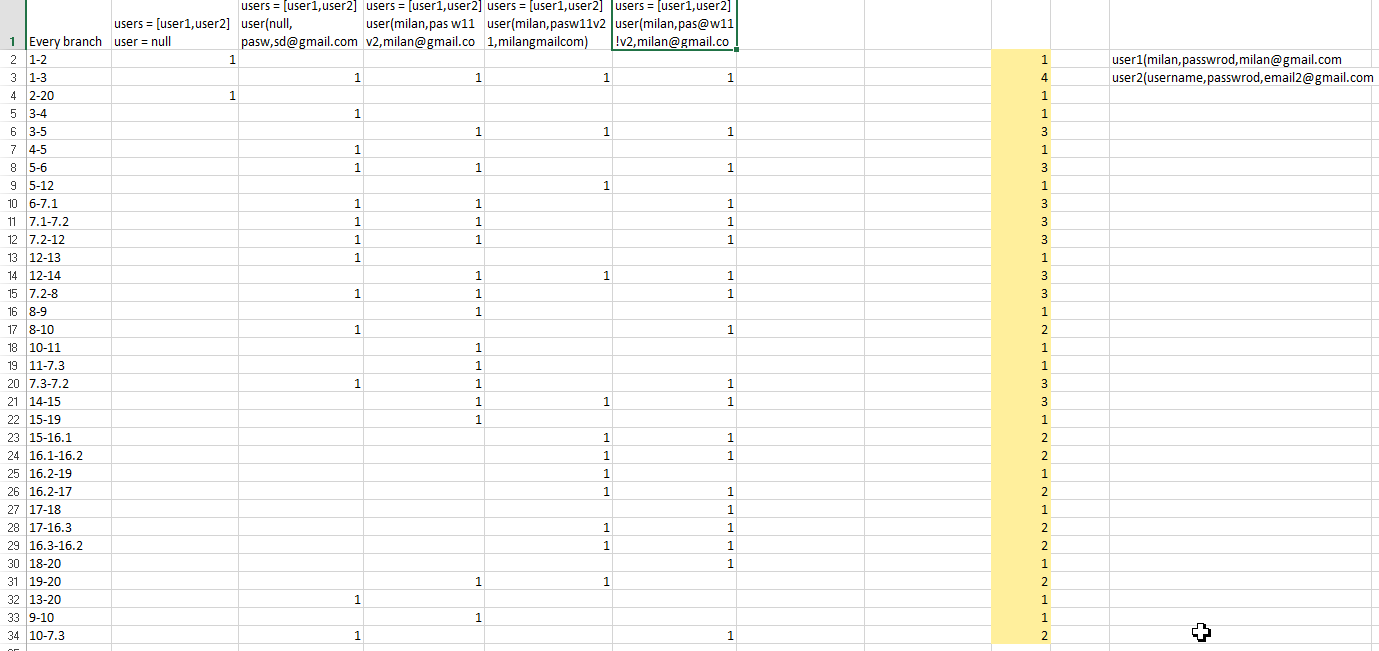 users = [user1,user2] users = [user1,user2] users = [user1,user2] users = [user1,user2]
users = [user1,user2] user(null, user(milan,pas w11 user(milan,pasw11v2 user(milan,pas@w11
1 Every branch user = null pasw,sd@gmail.com v2,milan@gmail.co 1,milangmailcom) !v2,milan@gmail.co
2 1-2 1 1 user1(milan,passwrod,milan@gmail.com
3 1-3 1 1 1 1 4 user2(username,passwrod,email2@gmail.com
4 2-20 1 1
5 3-4 1 1
6 3-5 1 1 1 3
7 4-5 1 1
8 5-6 1 1 1 3
9 5-12 1 1
10 6-7.1 1 1 1 3
11 7.1-7.2 1 1 1 3
12 7.2-12 1 1 1 3
13 12-13 1 1
14 12-14 1 1 1 3
15 7.2-8 1 1 1 3
16 8-9 1 1
17 8-10 1 1 2
18 10-11 1 1
19 11-7.3 1 1
20 7.3-7.2 1 1 1 3
21 14-15 1 1 1 3
22 15-19 1 1
23 15-16.1 1 1 2
24 16.1-16.2 1 1 2
25 16.2-19 1 1
26 16.2-17 1 1 2
27 17-18 1 1
28 17-16.3 1 1 2
29 16.3-16.2 1 1 2
30 18-20 1 1
31 19-20 1 1 2
32 13-20 1 1
33 9-10 1 1
34 10-7.3 1 1 2